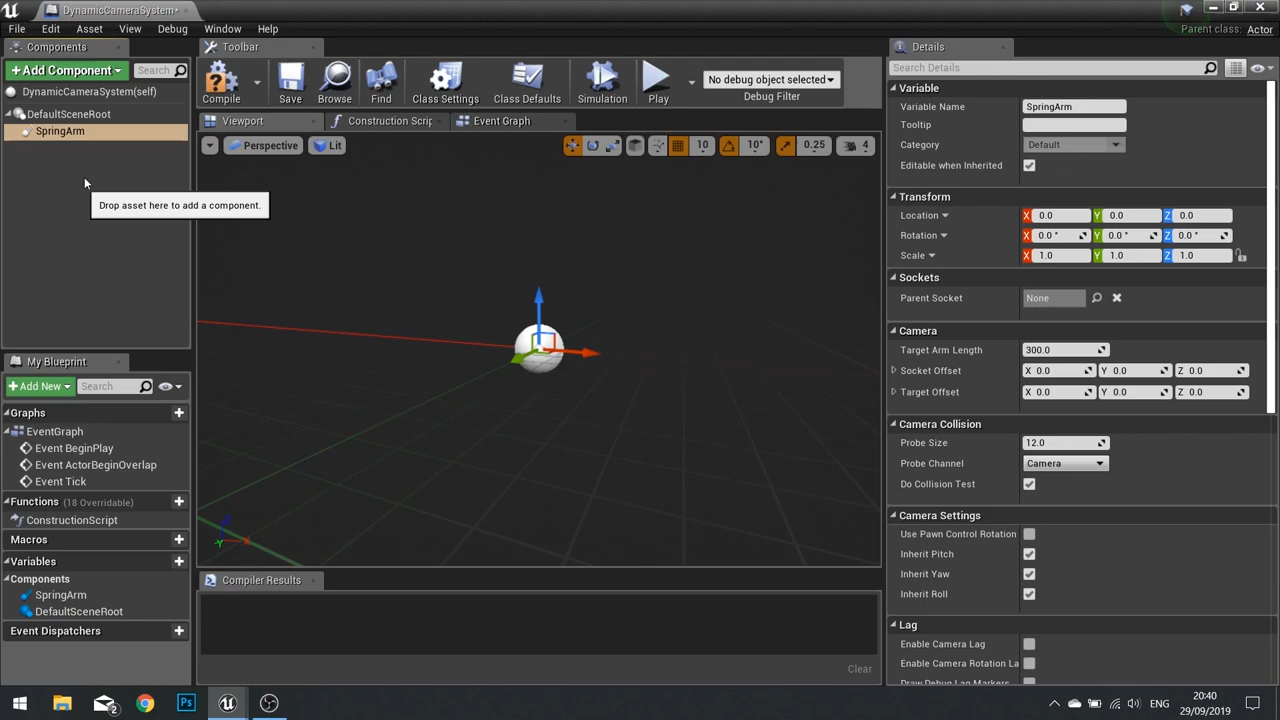 DynamicCameraSystem*
File Edit Asset View Debug Window Help
Parent class: Actor
Components
Toolbar
Details
+ Add Component
Search
DynamicCameraSystem(self)
DefaultSceneRoot
SpringArm
Drop asset here to add a component.
Compile
Save
Browse
Find
Class Settings
Class Defaults
Simulation
Play
No debug object selected
Debug Filter
Viewport
Construction Scrip
Event Graph
Perspective
Lit
10
10°
0.25
4
Search Details
Variable
Variable Name SpringArm
Tooltip
Category Default
Editable when Inherited
Transform
Location X 0.0 Y 0.0 Z 0.0
Rotation X 0.0 ° Y 0.0 ° Z 0.0 °
Scale X 1.0 Y 1.0 Z 1.0
Sockets
Parent Socket None
Camera
Target Arm Length 300.0
Socket Offset X 0.0 Y 0.0 Z 0.0
Target Offset X 0.0 Y 0.0 Z 0.0
Camera Collision
Probe Size 12.0
Probe Channel Camera
Do Collision Test
Camera Settings
Use Pawn Control Rotation
Inherit Pitch
Inherit Yaw
Inherit Roll
Lag
Enable Camera Lag
Enable Camera Rotation La
Draw Debug Lag Markers
My Blueprint
+ Add New
Search
Graphs
EventGraph
Event BeginPlay
Event ActorBeginOverlap
Event Tick
Functions (18 Overridable)
ConstructionScript
Macros
Variables
Components
SpringArm
DefaultSceneRoot
Event Dispatchers
Compiler Results
Clear
2
Ps
ENG
20:40
29/09/2019